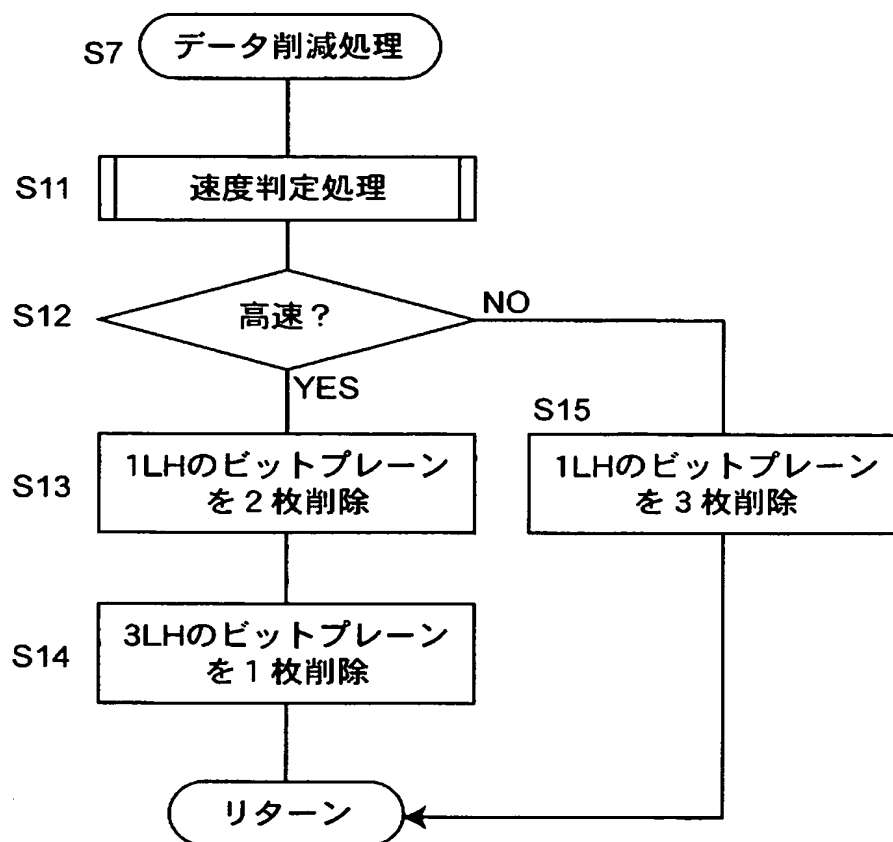 S7
データ削減処理
S11
速度判定処理
S12
高速？
NO
YES
S13
1LHのビットプレーン
を２枚削除
S15
1LHのビットプレーン
を３枚削除
S14
3LHのビットプレーン
を１枚削除
リターン